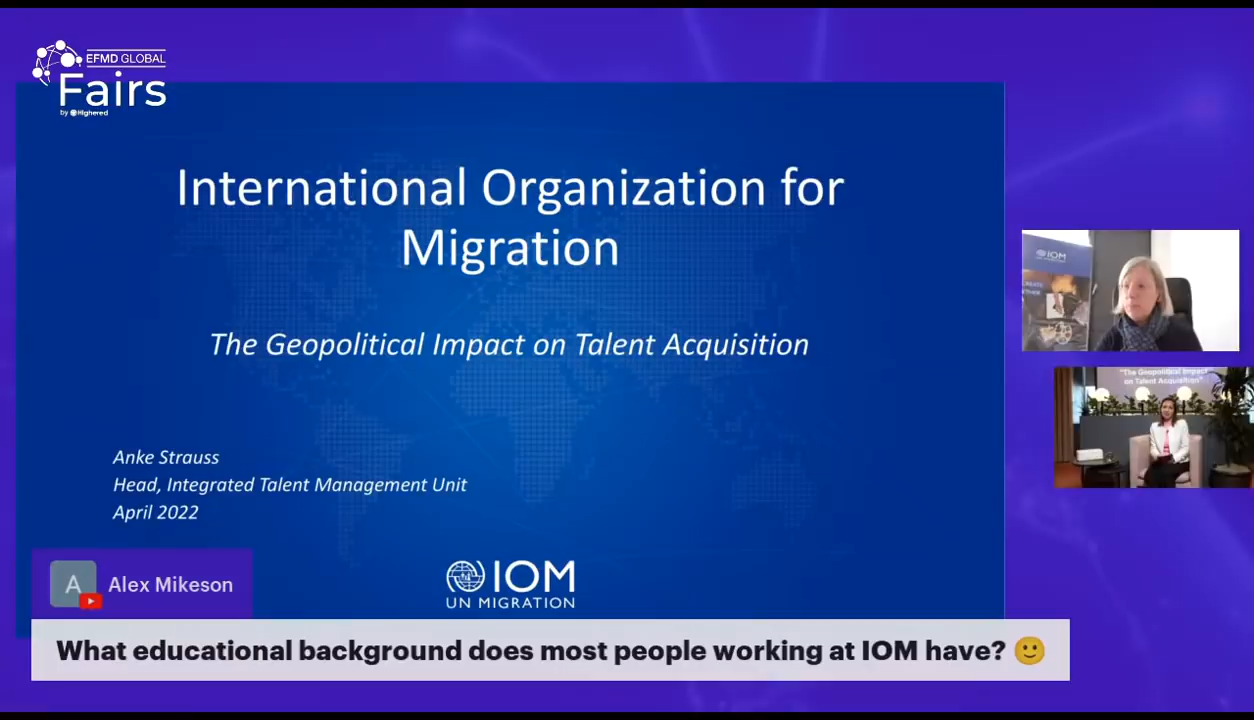 EFMD GLOBAL
Fairs
by Highered
International Organization for
Migration
The Geopolitical Impact on Talent Acquisition
Anke Strauss
Head, Integrated Talent Management Unit
April 2022
IOM
UN MIGRATION
IOM
"The Geopolitical Impact
on Talent Acquisition"
A
Alex Mikeson
What educational background does most people working at IOM have? 🙂